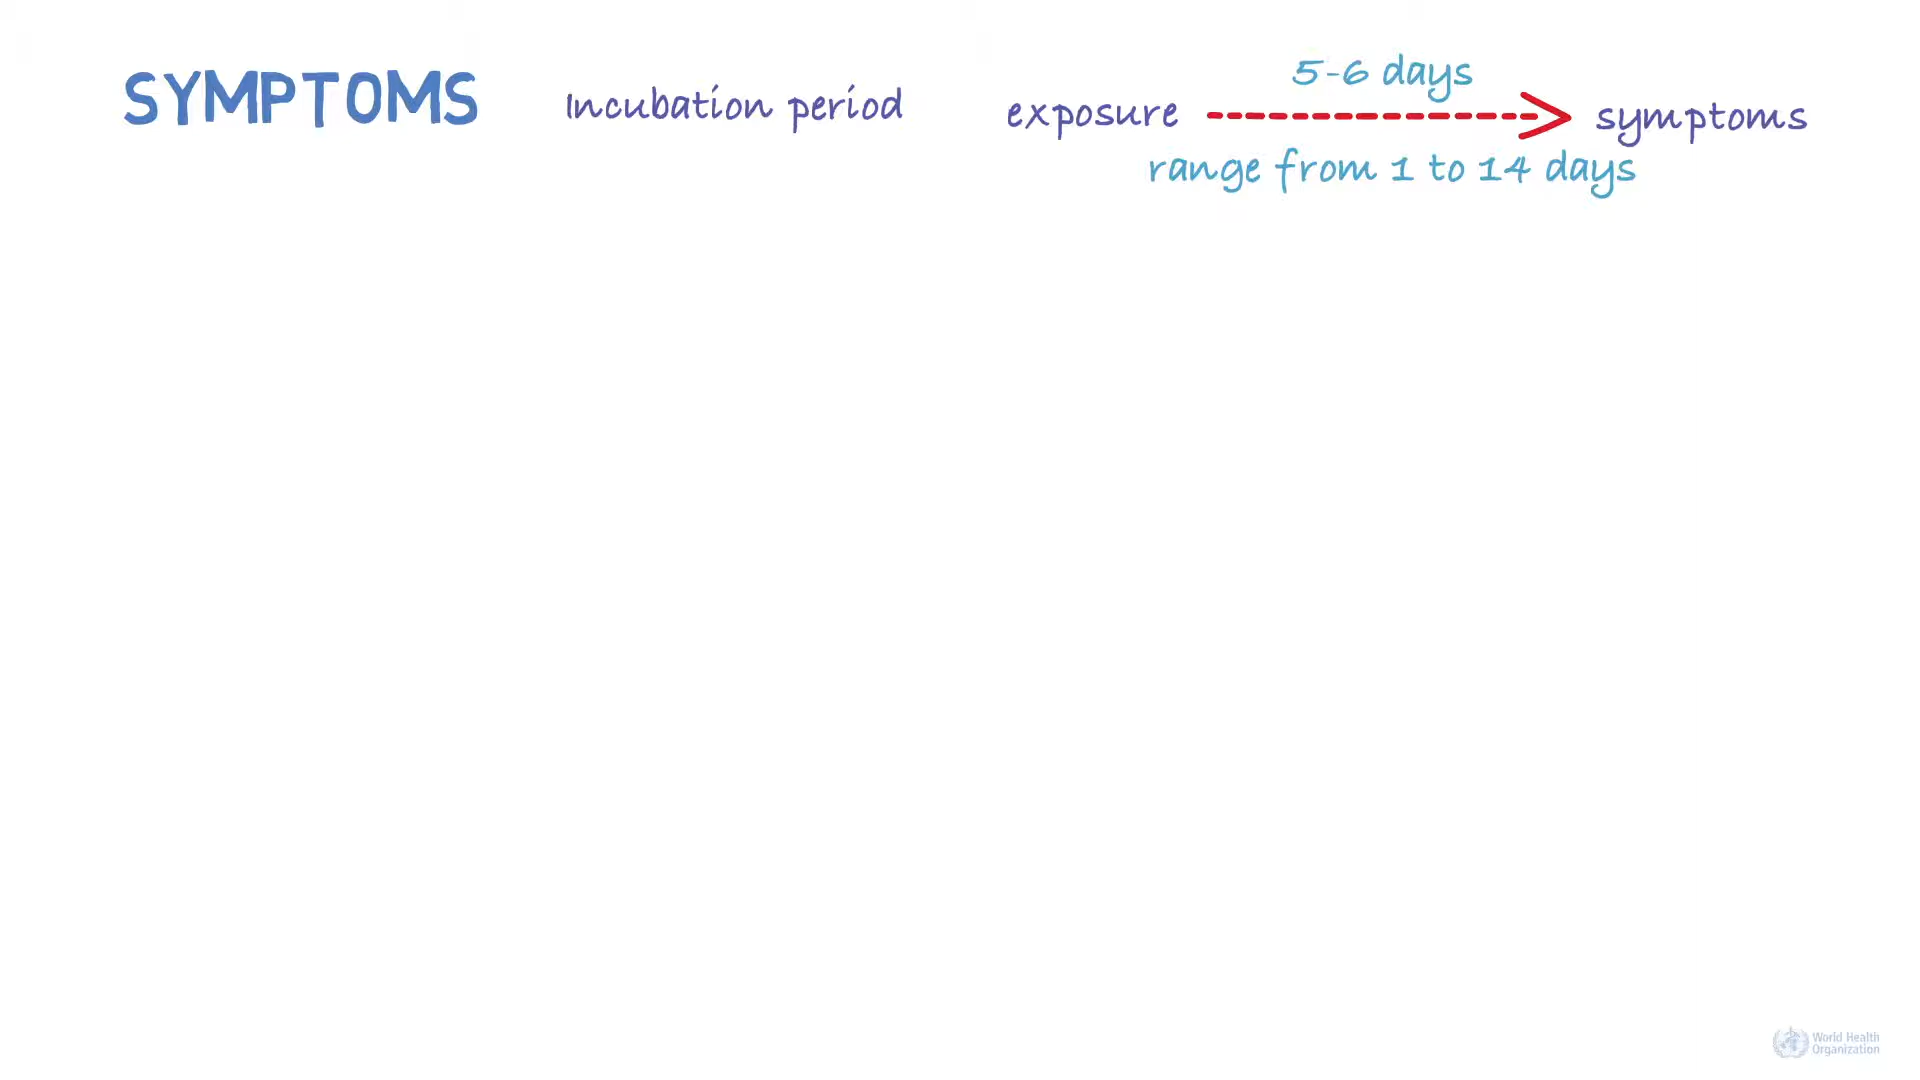 SYMPTOMS
Incubation period
5-6 days
exposure
symptoms
range from 1 to 14 days
World Health
Organization